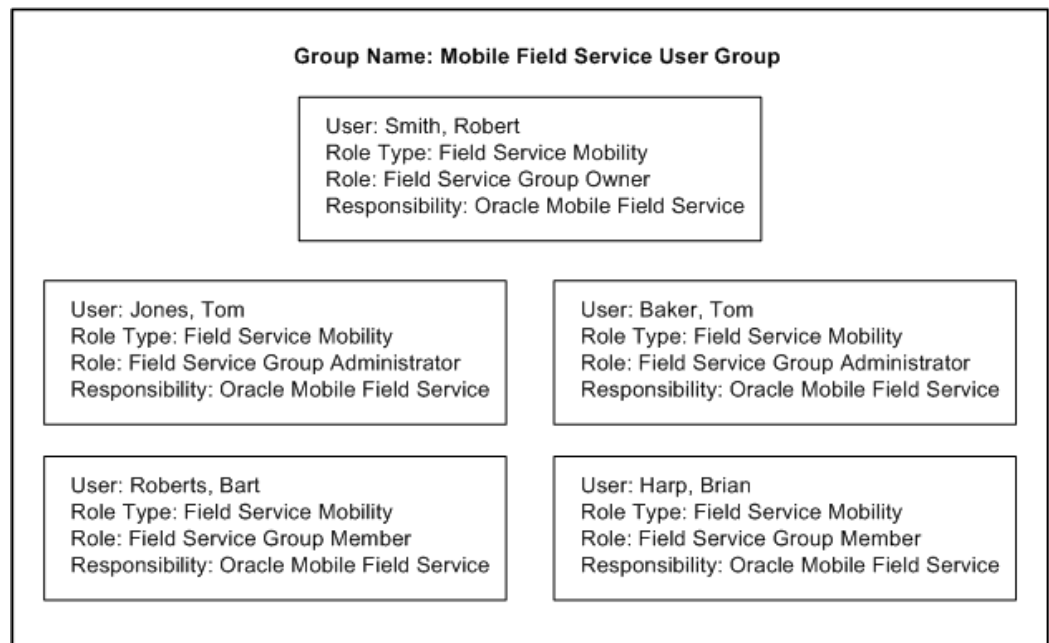 Group Name: Mobile Field Service User Group
User: Smith, Robert
Role Type: Field Service Mobility
Role: Field Service Group Owner
Responsibility: Oracle Mobile Field Service
User: Jones, Tom
Role Type: Field Service Mobility
Role: Field Service Group Administrator
Responsibility: Oracle Mobile Field Service
User: Baker, Tom
Role Type: Field Service Mobility
Role: Field Service Group Administrator
Responsibility: Oracle Mobile Field Service
User: Roberts, Bart
Role Type: Field Service Mobility
Role: Field Service Group Member
Responsibility: Oracle Mobile Field Service
User: Harp, Brian
Role Type: Field Service Mobility
Role: Field Service Group Member
Responsibility: Oracle Mobile Field Service